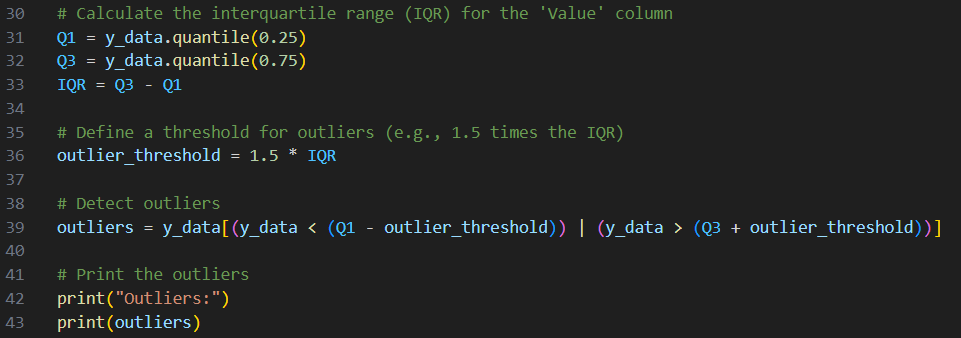 30 # Calculate the interquartile range (IQR) for the 'Value' column
31 Q1 = y_data.quantile(0.25)
32 Q3 = y_data.quantile(0.75)
33 IQR = Q3 - Q1
34
35 # Define a threshold for outliers (e.g., 1.5 times the IQR)
36 outlier_threshold = 1.5 * IQR
37
38 # Detect outliers
39 outliers = y_data[(y_data < (Q1 - outlier_threshold)) | (y_data > (Q3 + outlier_threshold))]
40
41 # Print the outliers
42 print("Outliers:")
43 print(outliers)